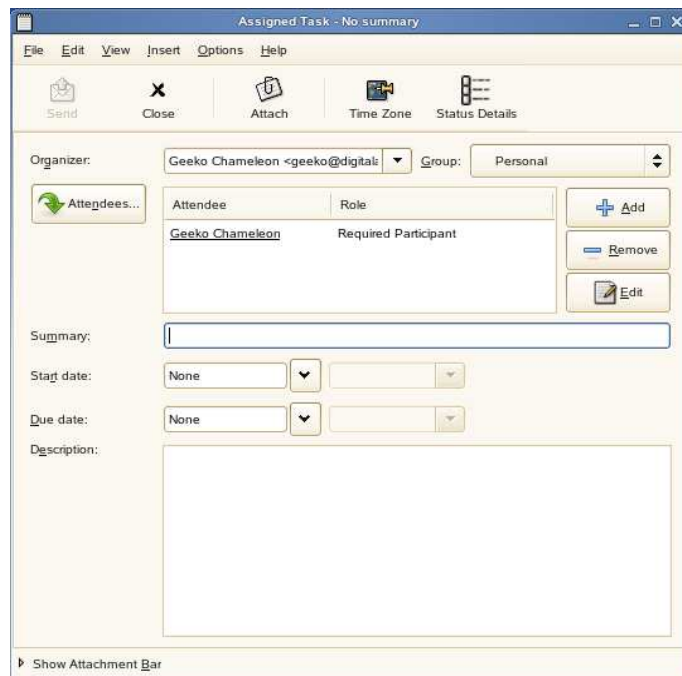 Assigned Task - No summary
File Edit View Insert Options Help
Send Close Attach Time Zone Status Details
Organizer: Geeko Chameleon <geeko@digital Group: Personal
Attendees... Attendee Role Add
Geeko Chameleon Required Participant
Remove
Edit
Summary:
Start date: None
Due date: None
Description:
Show Attachment Bar